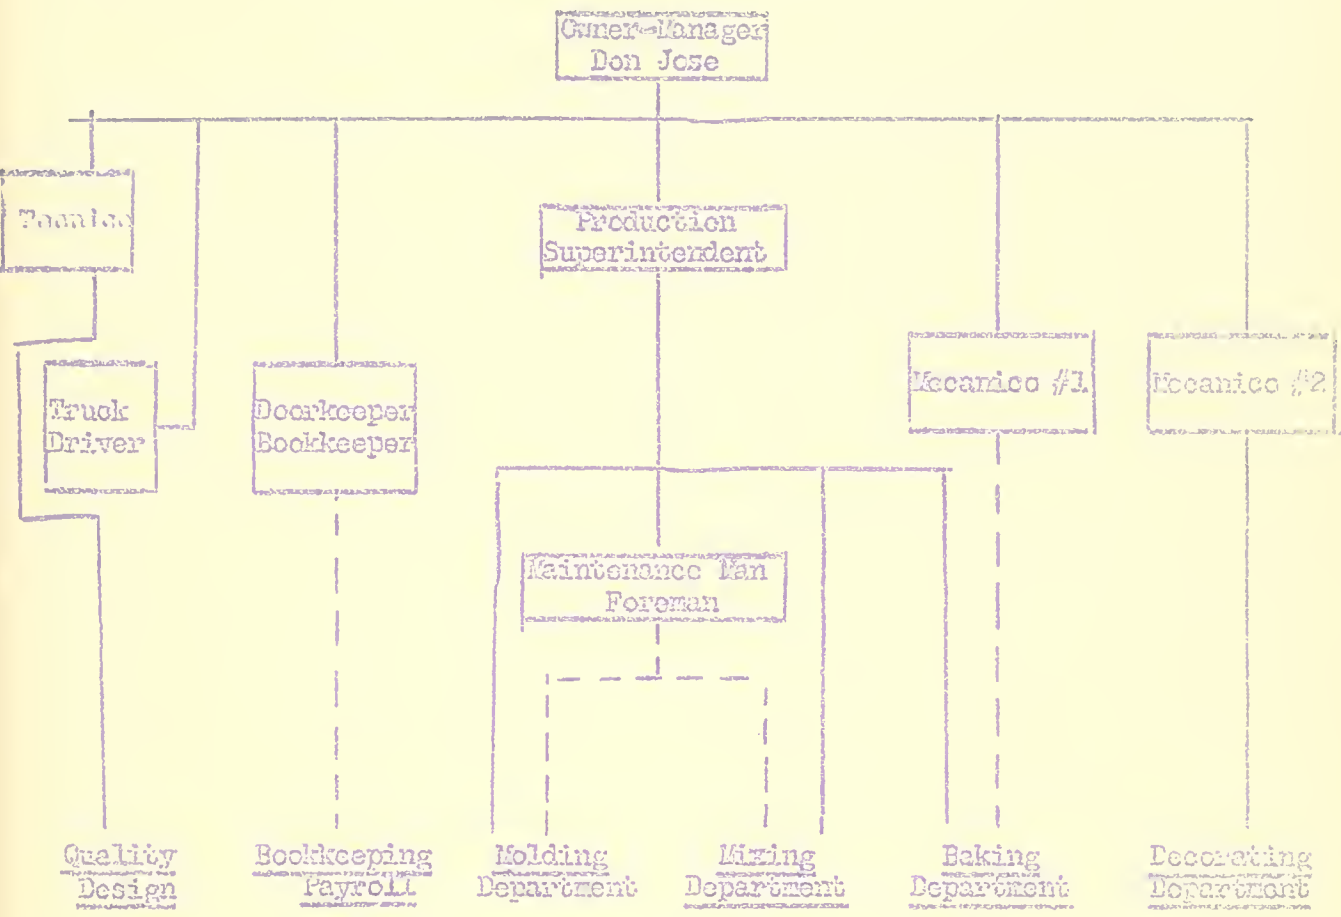 Owner-Manager
Don Jose
Tecnico
Production
Superintendent
Truck
Driver
Doorkeeper
Bookkeeper
Mecanico #1
Mecanico #2
Maintenance Man
Foreman
Quality
Design
Bookkeeping
Payroll
Molding
Department
Mixing
Department
Baking
Department
Decorating
Department